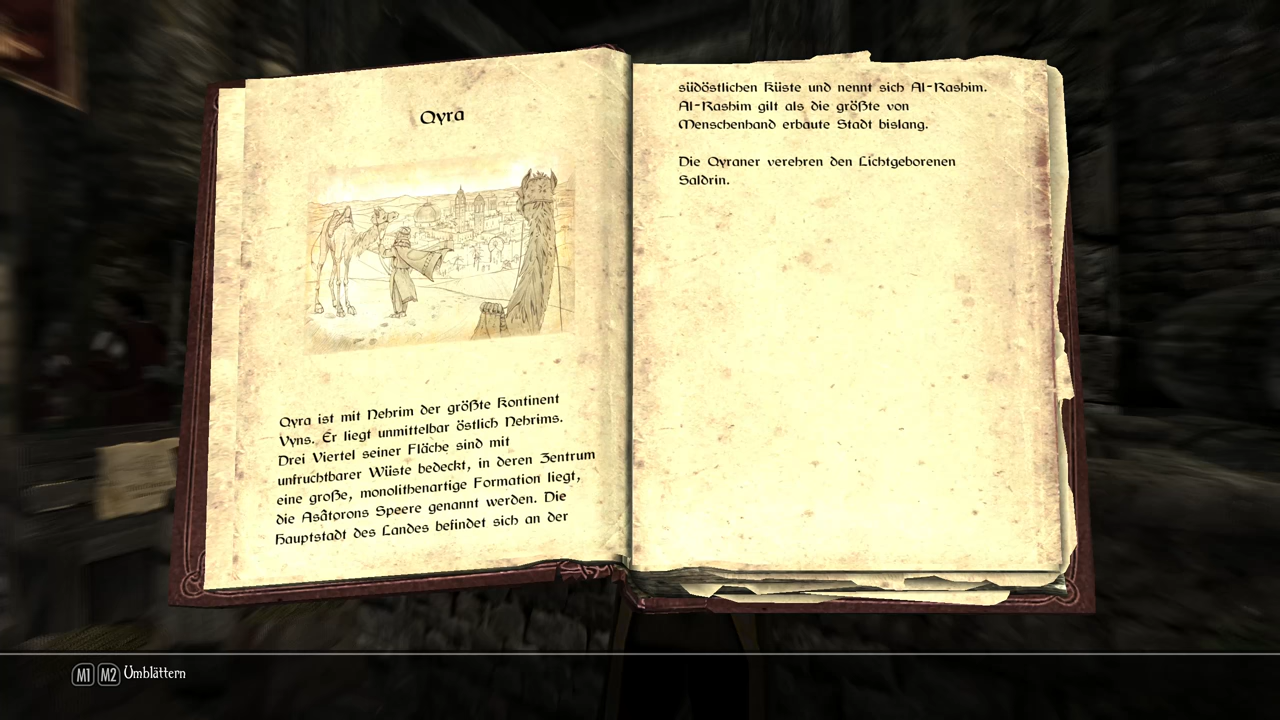 Qyra
Qyra ist mit Nehrim der größte Kontinent
Vyns. Er liegt unmittelbar östlich Nehrims.
Drei Viertel seiner Fläche sind mit
unfruchtbarer Wüste bedeckt, in deren Zentrum
eine große, monolithenartige Formation liegt,
die Asâtorons Speere genannt werden. Die
Hauptstadt des Landes befindet sich an der
südöstlichen Küste und nennt sich Al-Rashim.
Al-Rashim gilt als die größte von
Menschenhand erbaute Stadt bislang.
Die Qyraner verehren den Lichtgeborenen
Saldrin.
M1 M2 Umblättern